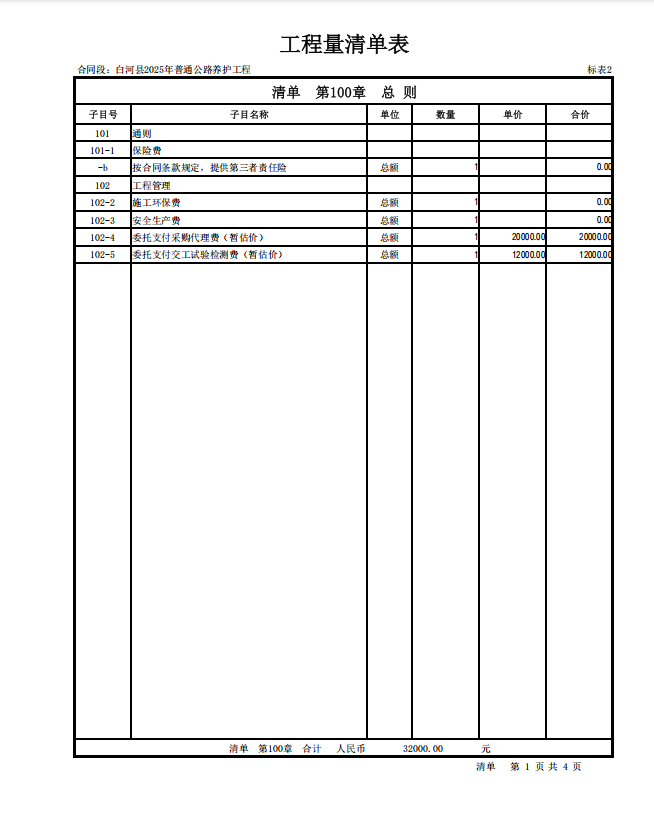 工程量清单表
合同段：白河县2025年普通公路养护工程 标表2
清单 第100章 总 则
子目号 子目名称 单位 数量 单价 合价
101 通则
101-1 保险费
-b 按合同条款规定，提供第三者责任险 总额 1 0.00
102 工程管理
102-2 施工环保费 总额 1 0.00
102-3 安全生产费 总额 1 0.00
102-4 委托支付采购代理费（暂估价） 总额 1 20000.00 20000.00
102-5 委托支付交工试验检测费（暂估价） 总额 1 12000.00 12000.00
清单 第100章 合计 人民币 32000.00 元
清单 第 1 页 共 4 页